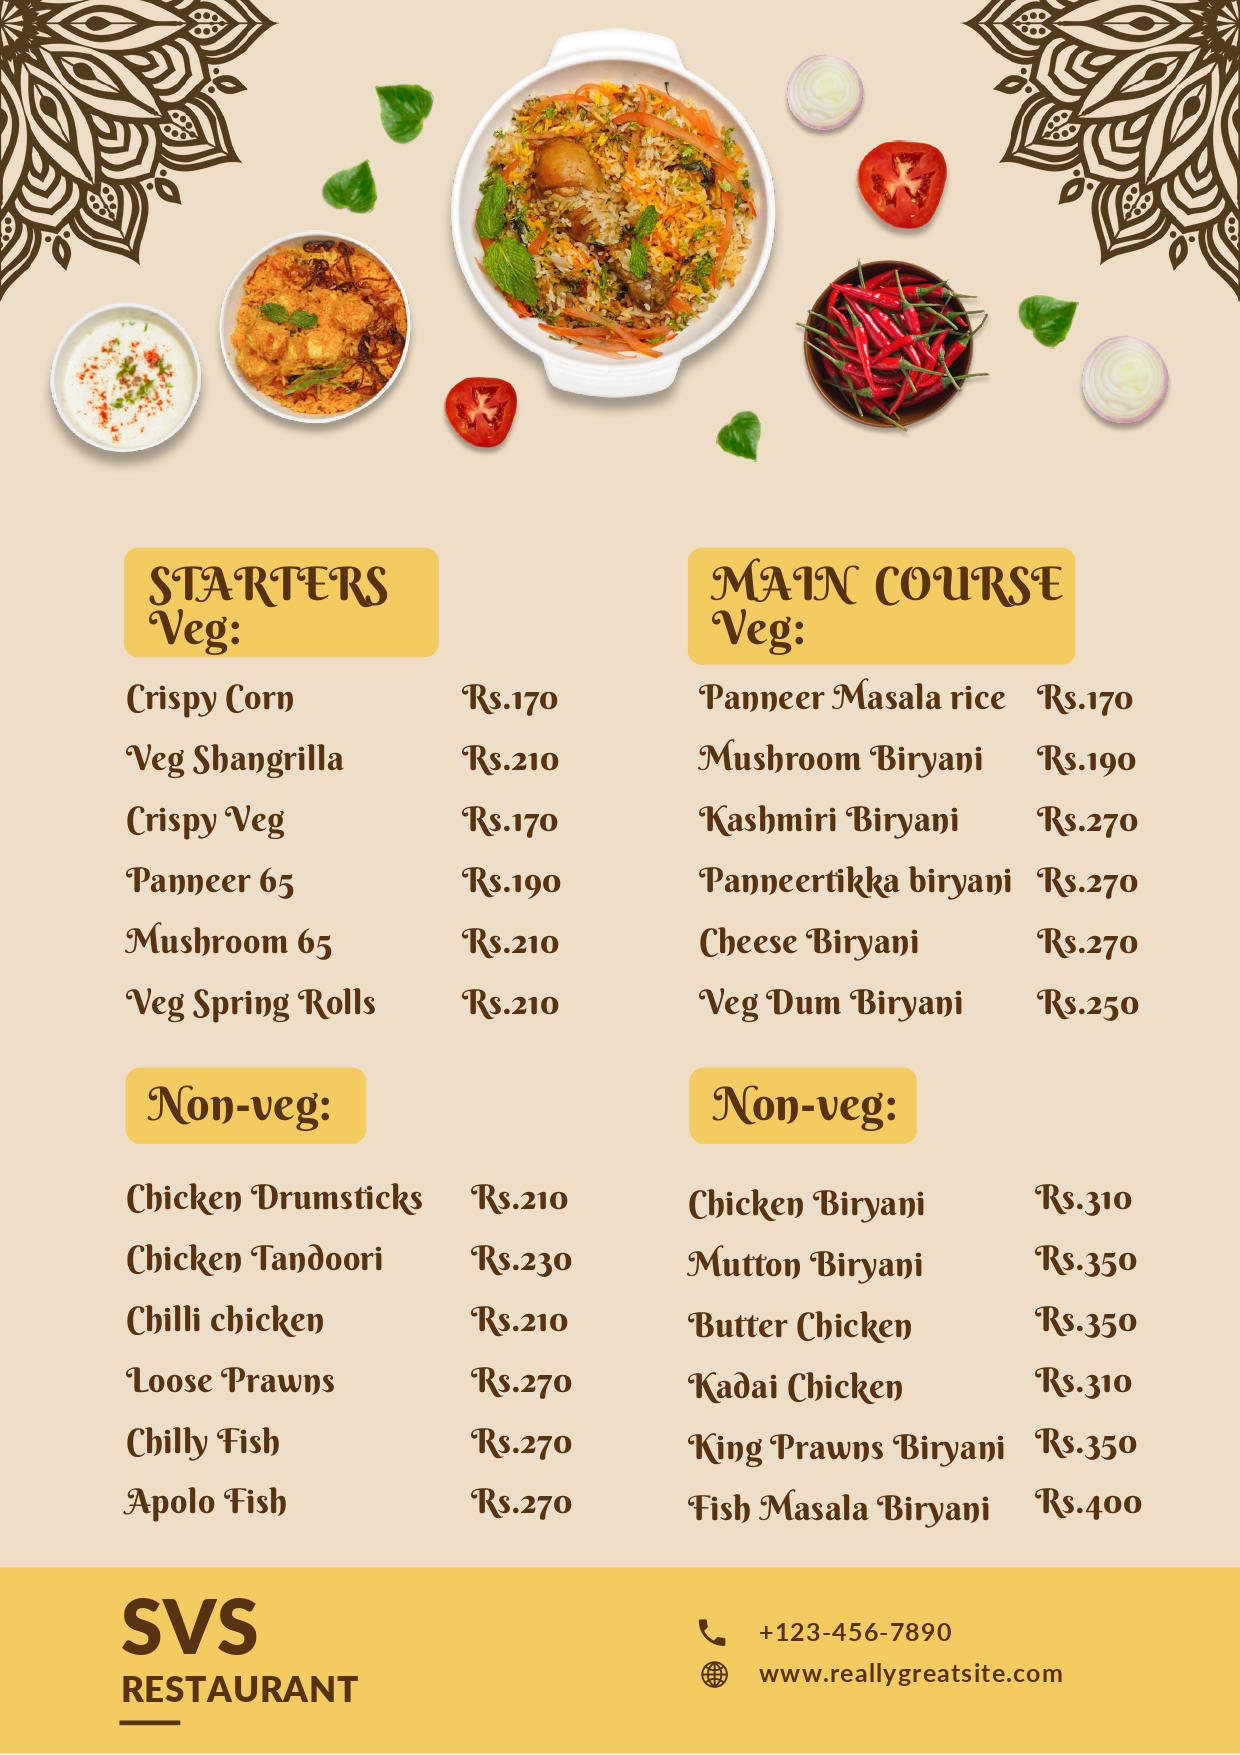 STARTERS
Veg:
Crispy Corn Rs.170
Veg Shangrilla Rs.210
Crispy Veg Rs.170
Panneer 65 Rs.190
Mushroom 65 Rs.210
Veg Spring Rolls Rs.210
Non-veg:
Chicken Drumsticks Rs.210
Chicken Tandoori Rs.230
Chilli chicken Rs.210
Loose Prawns Rs.270
Chilly Fish Rs.270
Apolo Fish Rs.270
MAIN COURSE
Veg:
Panneer Masala rice Rs.170
Mushroom Biryani Rs.190
Kashmiri Biryani Rs.270
Panneertikka biryani Rs.270
Cheese Biryani Rs.270
Veg Dum Biryani Rs.250
Non-veg:
Chicken Biryani Rs.310
Mutton Biryani Rs.350
Butter Chicken Rs.350
Kadai Chicken Rs.310
King Prawns Biryani Rs.350
Fish Masala Biryani Rs.400
SVS
RESTAURANT
+123-456-7890
www.reallygreatsite.com